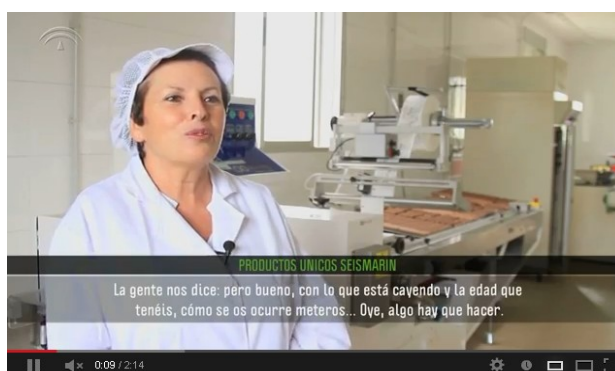 PRODUCTOS UNICOS SEISMARIN
La gente nos dice: pero bueno, con lo que está cayendo y la edad que
tenéis, cómo se os ocurre meteros... Oye, algo hay que hacer.
0:09 / 2:14